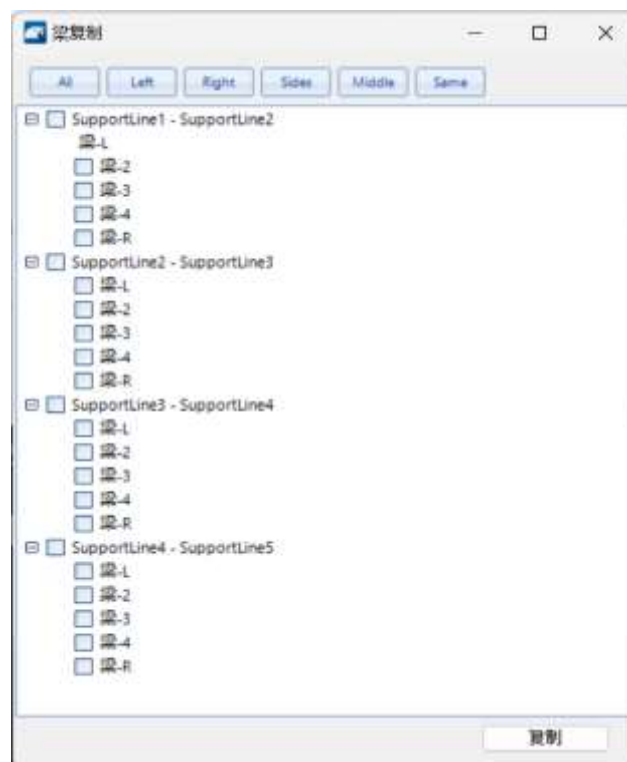 梁复制
All Left Right Sides Middle Same
SupportLine1 - SupportLine2
梁-L
梁-2
梁-3
梁-4
梁-R
SupportLine2 - SupportLine3
梁-L
梁-2
梁-3
梁-4
梁-R
SupportLine3 - SupportLine4
梁-L
梁-2
梁-3
梁-4
梁-R
SupportLine4 - SupportLine5
梁-L
梁-2
梁-3
梁-4
梁-R
复制